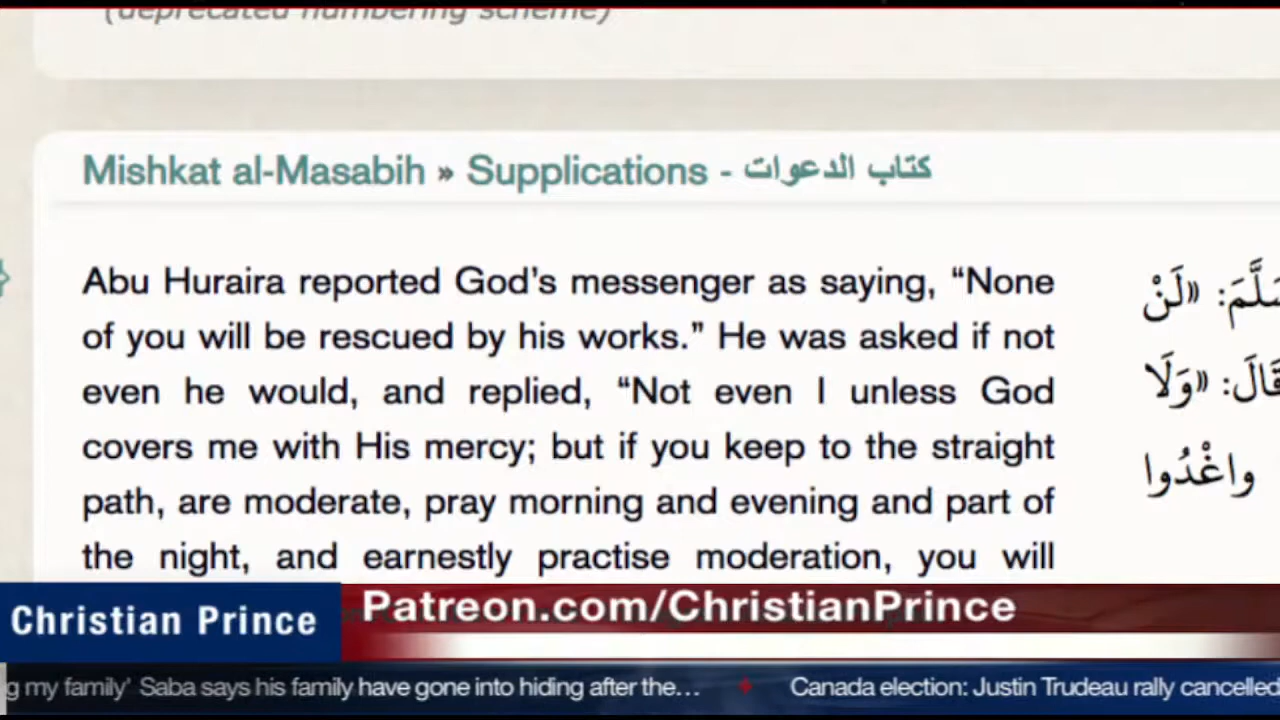 (deprecated numbering scheme)
Mishkat al-Masabih » Supplications - كتاب الدعوات
Abu Huraira reported God's messenger as saying, “None
of you will be rescued by his works.” He was asked if not
even he would, and replied, “Not even I unless God
covers me with His mercy; but if you keep to the straight
path, are moderate, pray morning and evening and part of
the night, and earnestly practise moderation, you will
سَلَّمَ: «لَنْ
قَالَ: «وَلَا
واغْدُوا
Christian Prince
Patreon.com/ChristianPrince
g my family' Saba says his family have gone into hiding after the... Canada election: Justin Trudeau rally cancelled